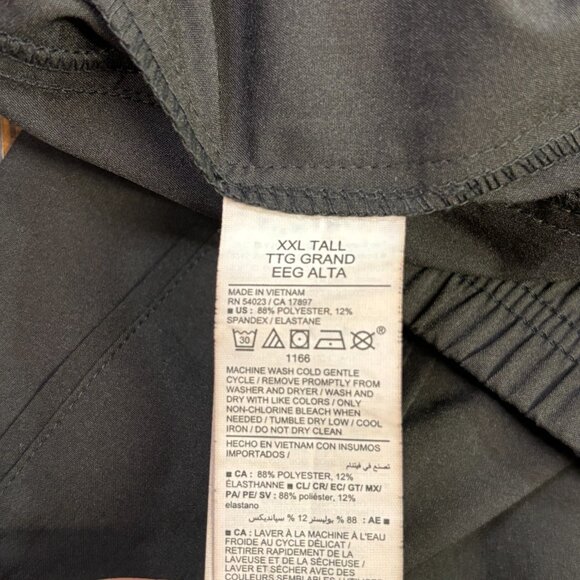 XXL TALL
TTG GRAND
EEG ALTA
MADE IN VIETNAM
RN 54023 / CA 17897
■ US : 88% POLYESTER, 12%
SPANDEX / ELASTANE
30
®
1166
MACHINE WASH COLD GENTLE
CYCLE / REMOVE PROMPTLY FROM
WASHER AND DRYER / WASH AND
DRY WITH LIKE COLORS / ONLY
NON-CHLORINE BLEACH WHEN
NEEDED / TUMBLE DRY LOW / COOL
IRON / DO NOT DRY CLEAN
HECHO EN VIETNAM CON INSUMOS
IMPORTADOS /
تصنع في فيتنام
■ CA : 88% POLYESTER, 12%
ÉLASTHANNE ■ CL/ CR/ EC/ GT/ MX/
PA/ PE/ SV : 88% poliéster, 12%
elastano
■ AE : 88 % بوليستر 12 % سباندیکس
■ CA : LAVER À LA MACHINE À L'EAU
FROIDE AU CYCLE DÉLICAT /
RETIRER RAPIDEMENT DE LA
LAVEUSE ET DE LA SÉCHEUSE /
LAVER ET SÉCHER AVEC DES
COULEURS SEMBLABLES